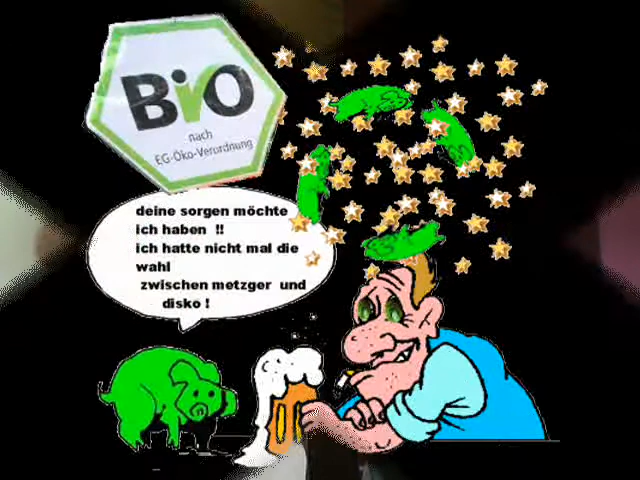 BiO
nach
EG-Öko-Verordnung
deine sorgen möchte
ich haben !!
ich hatte nicht mal die
wahl
zwischen metzger und
disko !